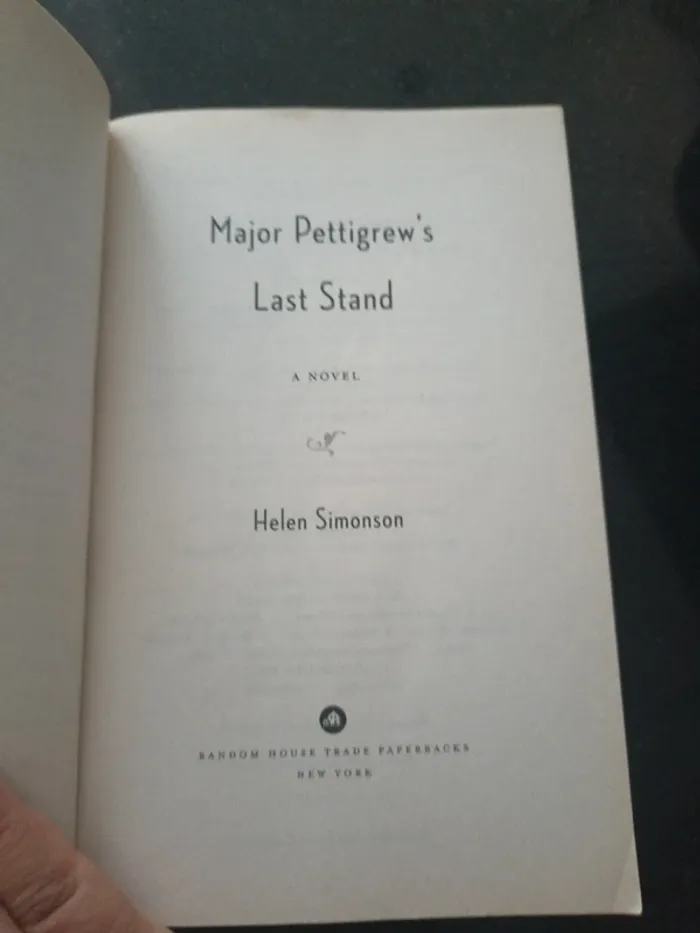 Major Pettigrew's
Last Stand
A NOVEL
Helen Simonson
RANDOM HOUSE TRADE PAPERBACKS
NEW YORK